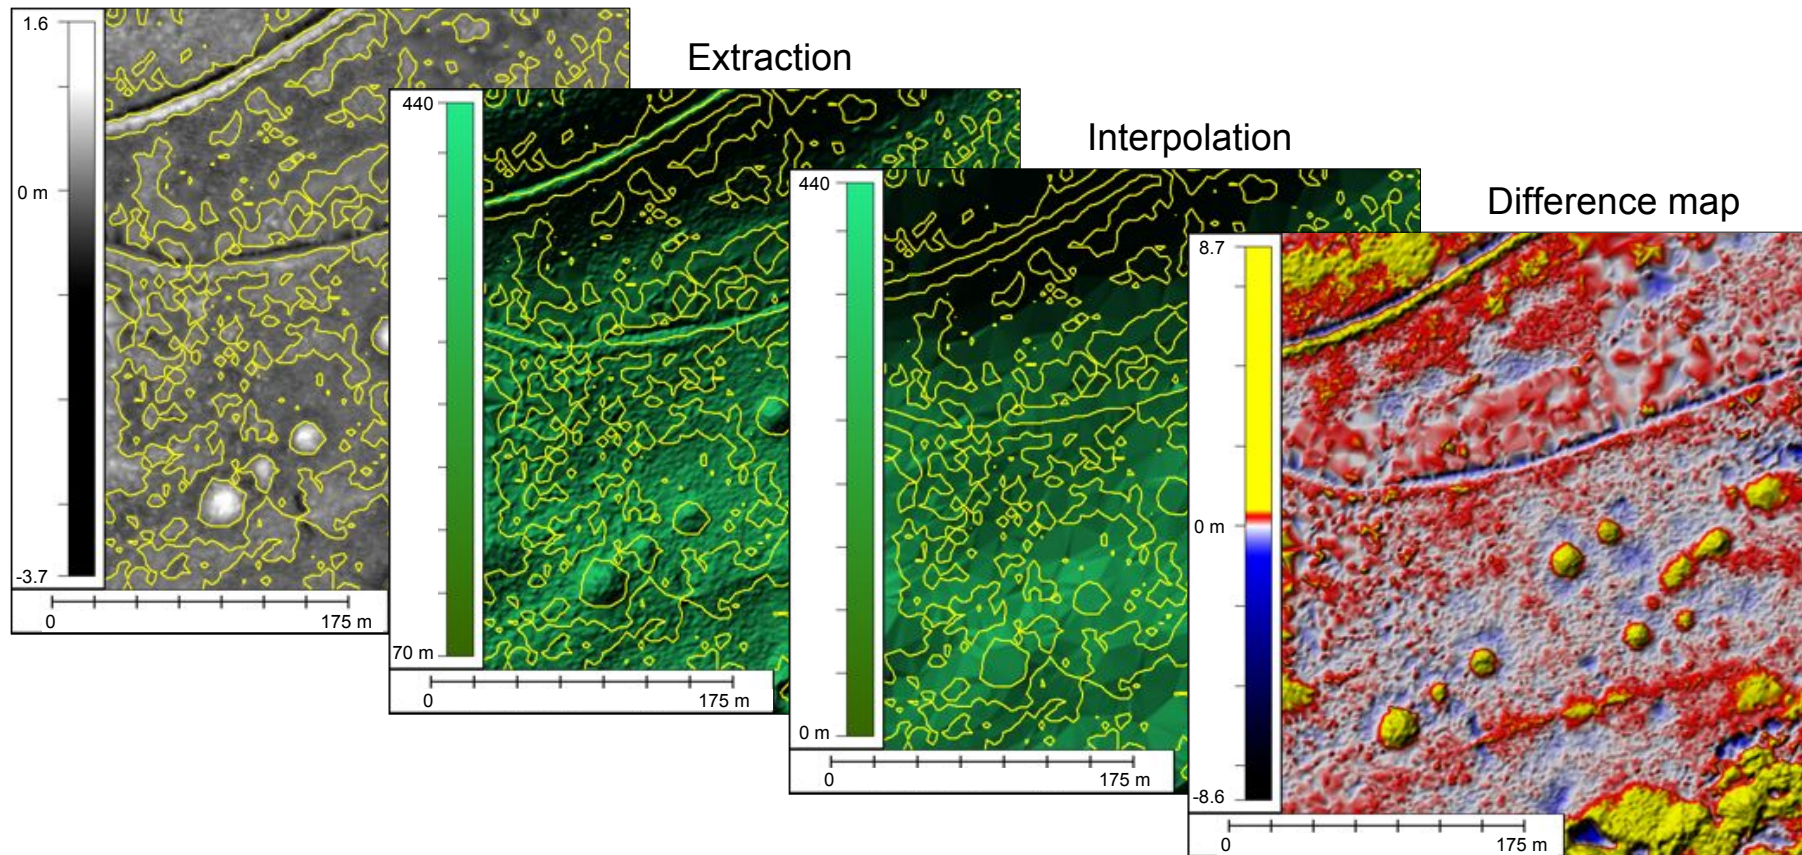 1.6
0 m
-3.7
0
175 m
Extraction
440
70 m
0
175 m
Interpolation
440
0 m
0
175 m
Difference map
8.7
0 m
-8.6
0
175 m